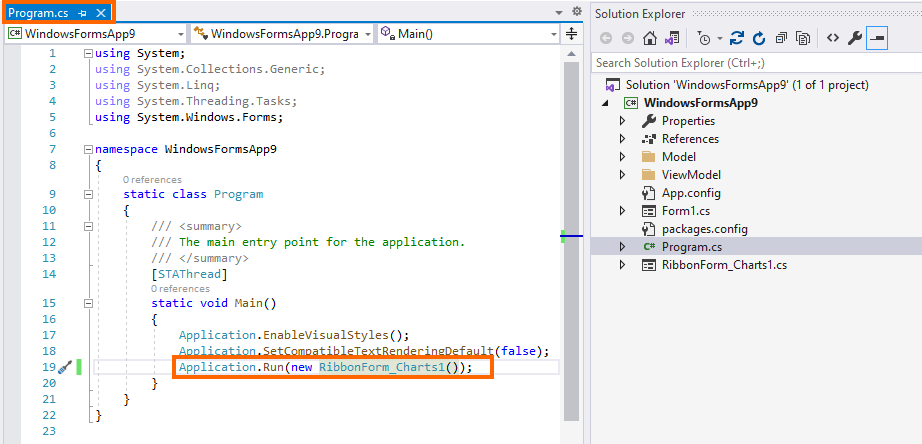 Program.cs
WindowsFormsApp9
WindowsFormsApp9.Progra
Main()
1 using System;
2 using System.Collections.Generic;
3 using System.Linq;
4 using System.Threading.Tasks;
5 using System.Windows.Forms;
6
7 namespace WindowsFormsApp9
8 {
0 references
9 static class Program
10 {
11 /// <summary>
12 /// The main entry point for the application.
13 /// </summary>
14 [STAThread]
0 references
15 static void Main()
16 {
17 Application.EnableVisualStyles();
18 Application.SetCompatibleTextRenderingDefault(false);
19 Application.Run(new RibbonForm_Charts1());
20 }
21 }
22 }
23
Solution Explorer
Search Solution Explorer (Ctrl+;)
Solution 'WindowsFormsApp9' (1 of 1 project)
C# WindowsFormsApp9
Properties
References
Model
ViewModel
App.config
Form1.cs
packages.config
C# Program.cs
RibbonForm_Charts1.cs